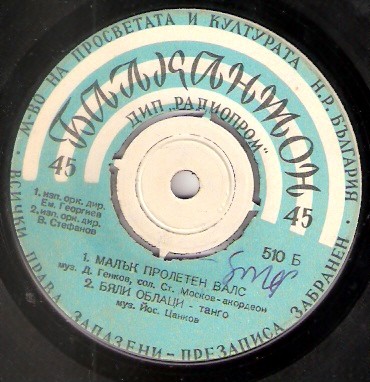 М-ВО НА ПРОСВЕТАТА И КУЛТУРАТА Н.Р. БЪЛГАРИЯ
БАЛКАНТОН
ДИП „РАДИОПРОМ"
45
45
1. изп. орк. дир.
Ем. Георгиев
2. изп. орк. дир.
В. Стефанов
510 Б
1. МАЛЪК ПРОЛЕТЕН ВАЛС
муз. Д. Генков, сол. Ст. Москов-акордеон
2. БЯЛИ ОБЛАЦИ - танго
муз. Йос. Цанков
ВСИЧКИ ПРАВА ЗАПАЗЕНИ-ПРЕЗАПИСА ЗАБРАНЕН